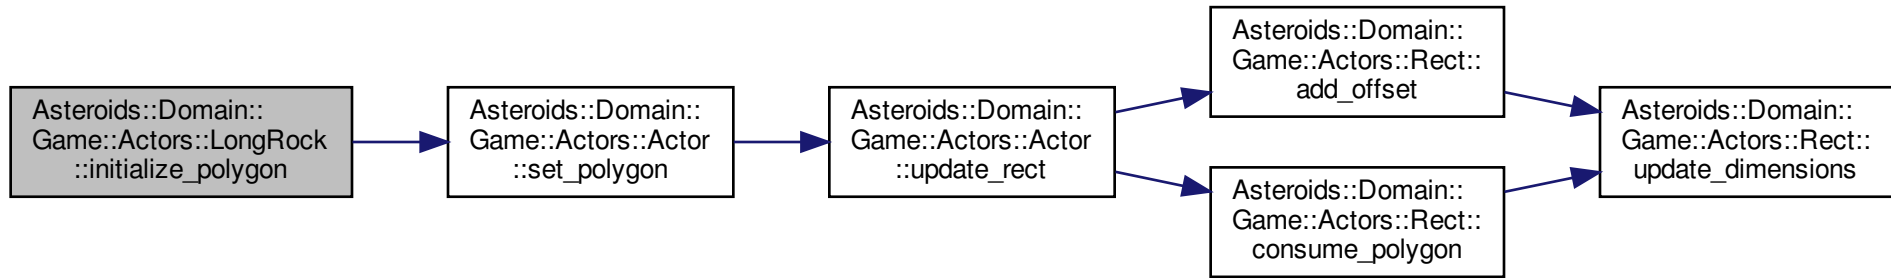 Asteroids::Domain::
Game::Actors::LongRock
::initialize_polygon
Asteroids::Domain::
Game::Actors::Actor
::set_polygon
Asteroids::Domain::
Game::Actors::Actor
::update_rect
Asteroids::Domain::
Game::Actors::Rect::
add_offset
Asteroids::Domain::
Game::Actors::Rect::
consume_polygon
Asteroids::Domain::
Game::Actors::Rect::
update_dimensions